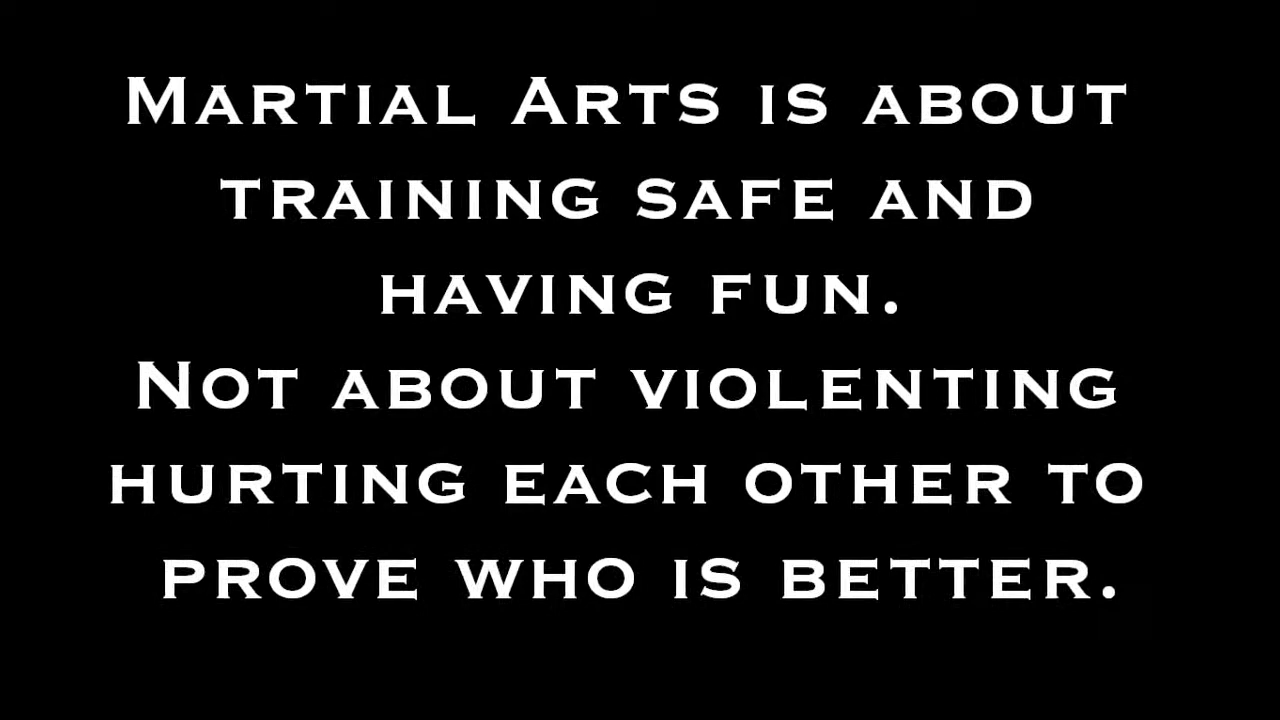 Martial Arts is about
training safe and
having fun.
Not about violenting
hurting each other to
prove who is better.